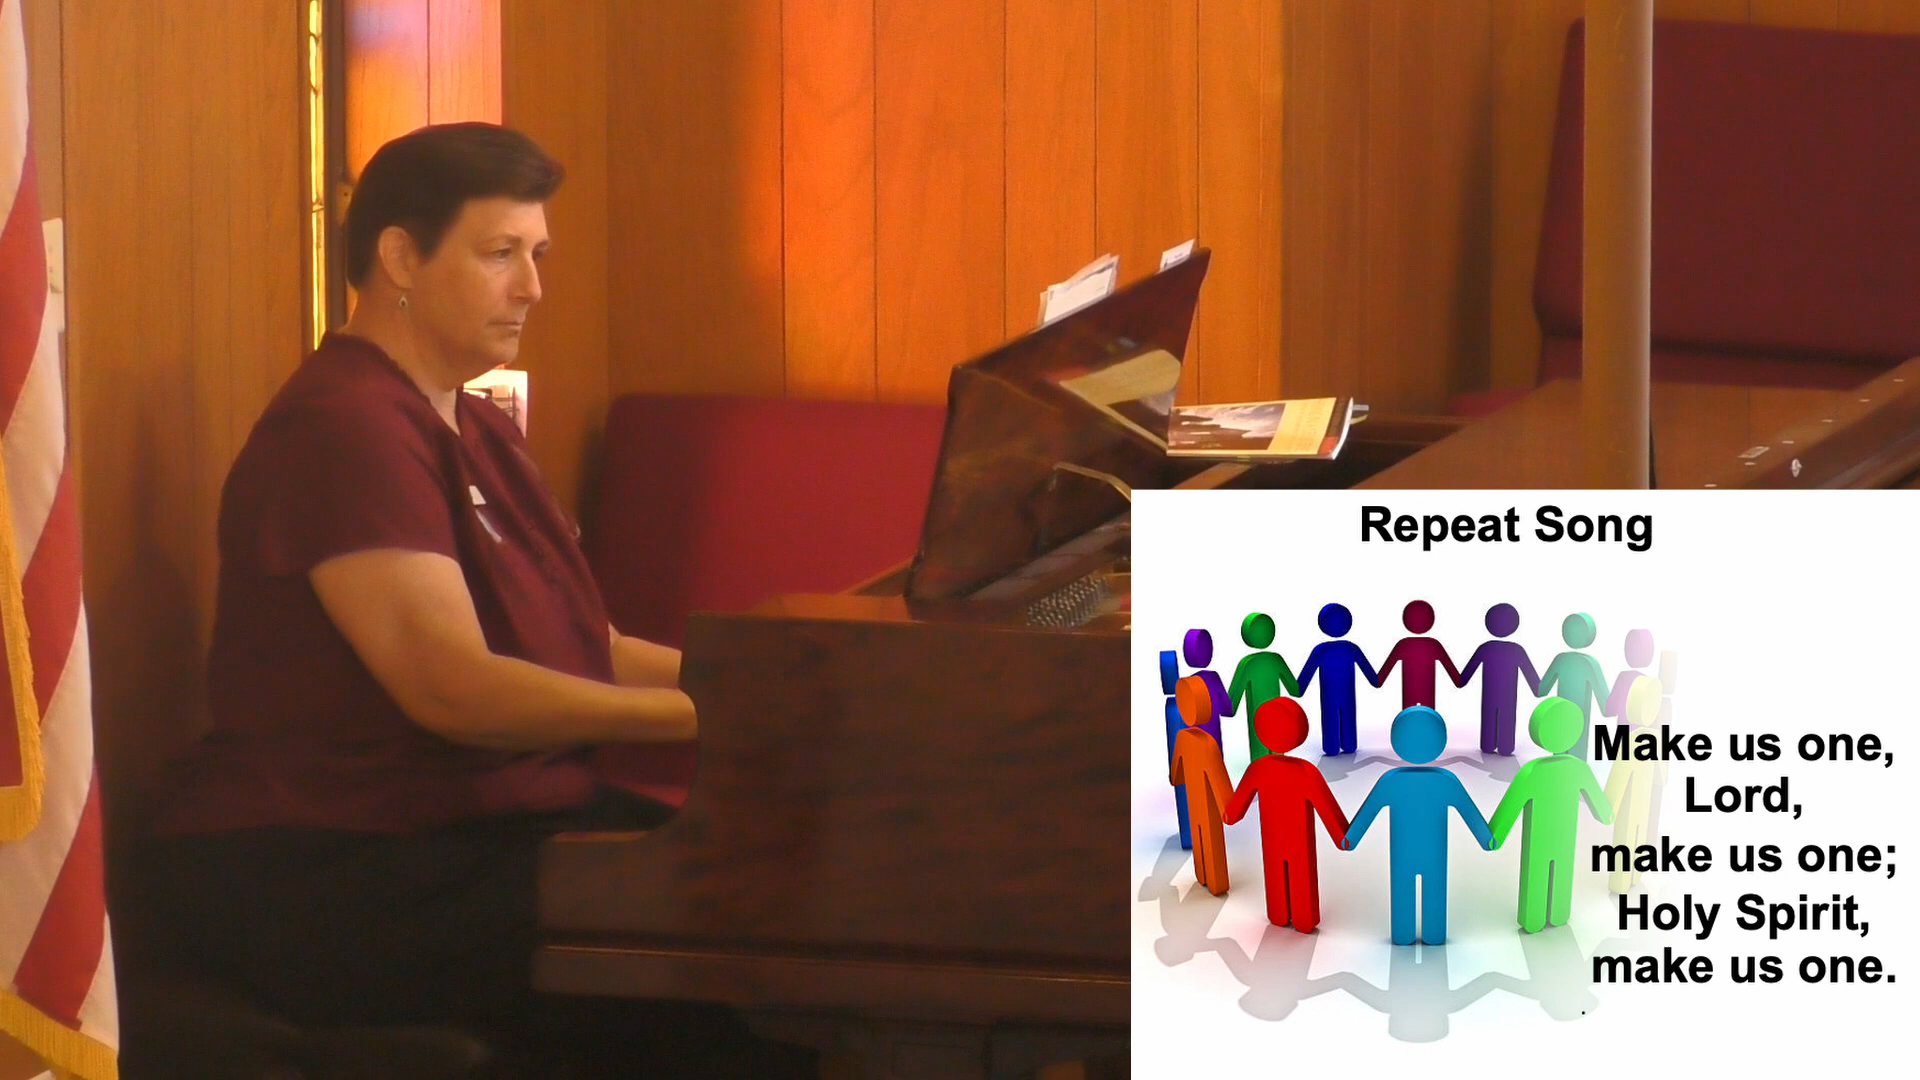 Repeat Song
Make us one,
Lord,
make us one;
Holy Spirit,
make us one.
.